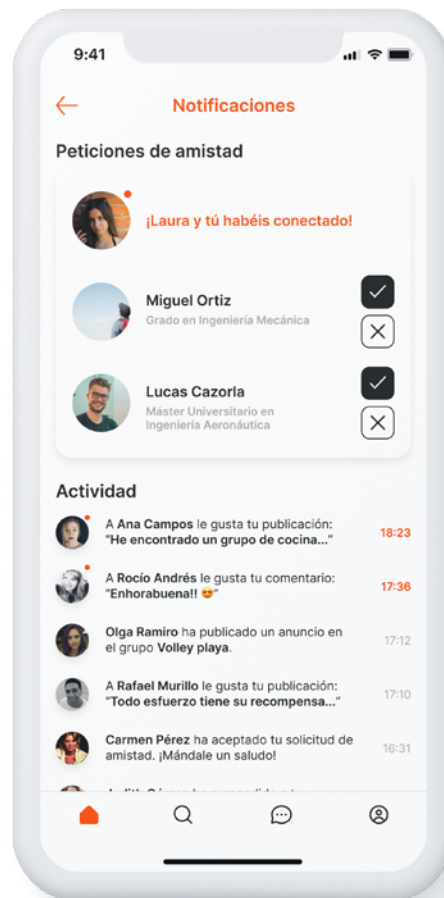 9:41
Notificaciones
Peticiones de amistad
¡Laura y tú habéis conectado!
Miguel Ortiz
Grado en Ingeniería Mecánica
Lucas Cazorla
Máster Universitario en
Ingeniería Aeronáutica
Actividad
A Ana Campos le gusta tu publicación:
"He encontrado un grupo de cocina..."
18:23
A Rocío Andrés le gusta tu comentario:
"Enhorabuena!! 😍"
17:36
Olga Ramiro ha publicado un anuncio en
el grupo Volley playa.
17:12
A Rafael Murillo le gusta tu publicación:
"Todo esfuerzo tiene su recompensa..."
17:10
Carmen Pérez ha aceptado tu solicitud de
amistad. ¡Mándale un saludo!
16:31